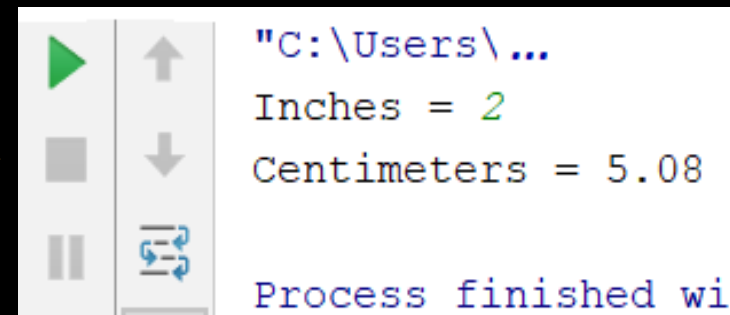 "C:\Users\...
Inches = 2
Centimeters = 5.08
Process finished wi